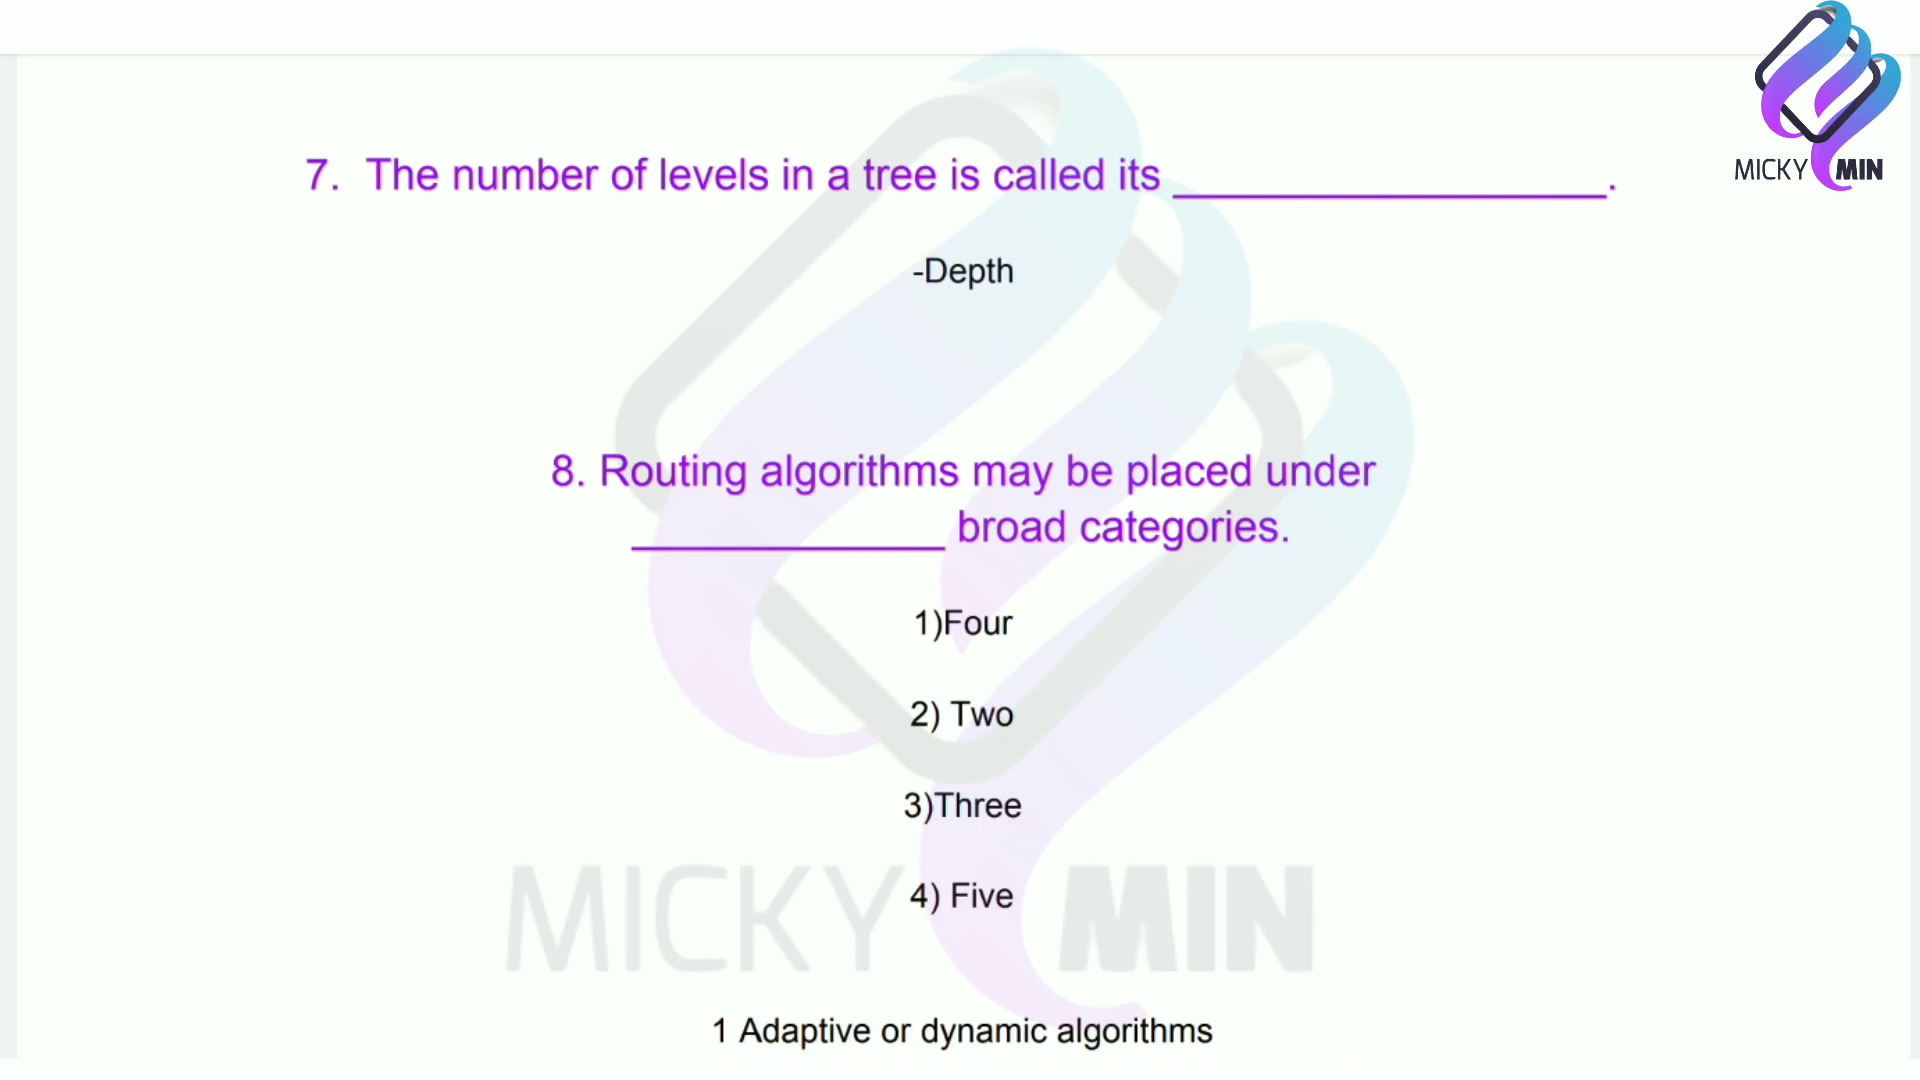 MICKY MIN
7. The number of levels in a tree is called its ____________________.
-Depth
8. Routing algorithms may be placed under
______________ broad categories.
1)Four
2) Two
3)Three
4) Five
MICKY MIN
1 Adaptive or dynamic algorithms